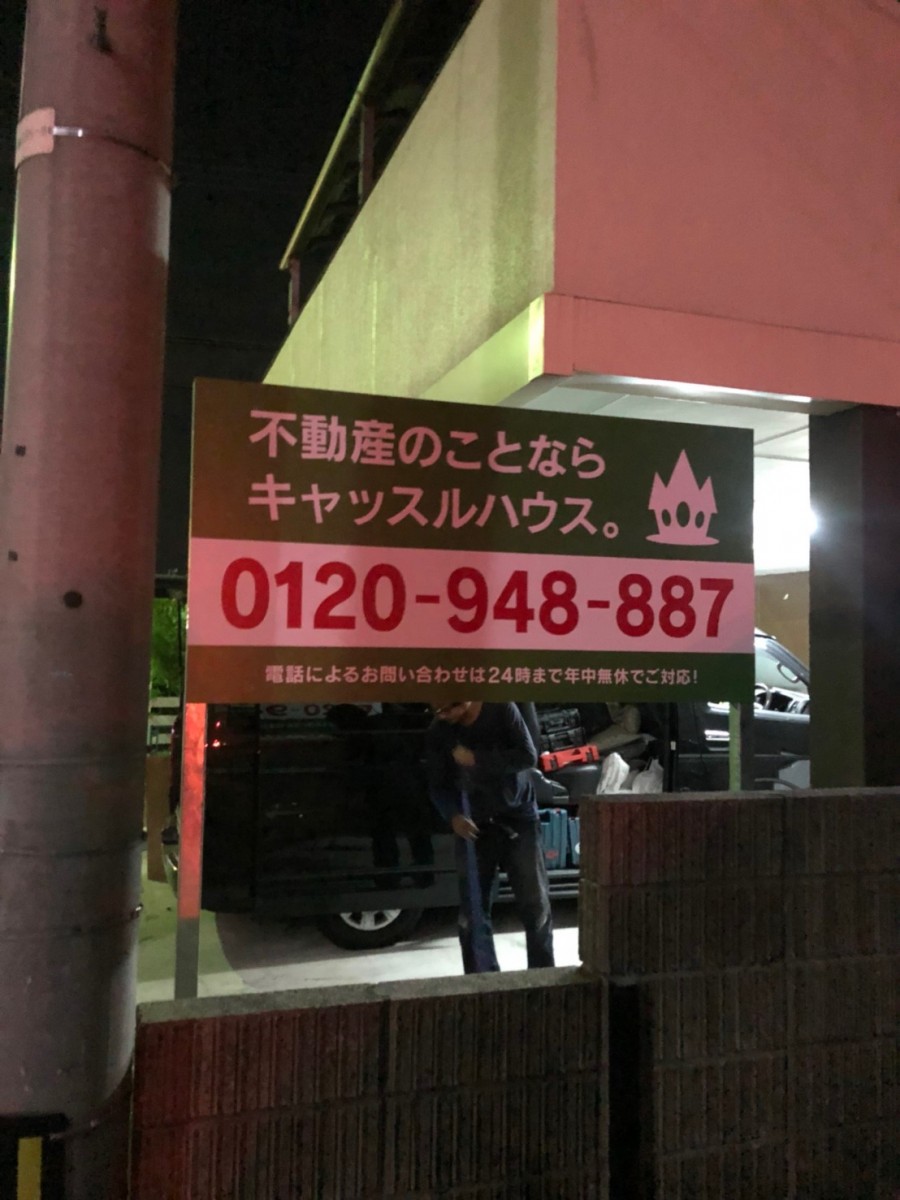 不動産のことなら
キャッスルハウス。
0120-948-887
電話によるお問い合わせは24時まで年中無休でご対応!